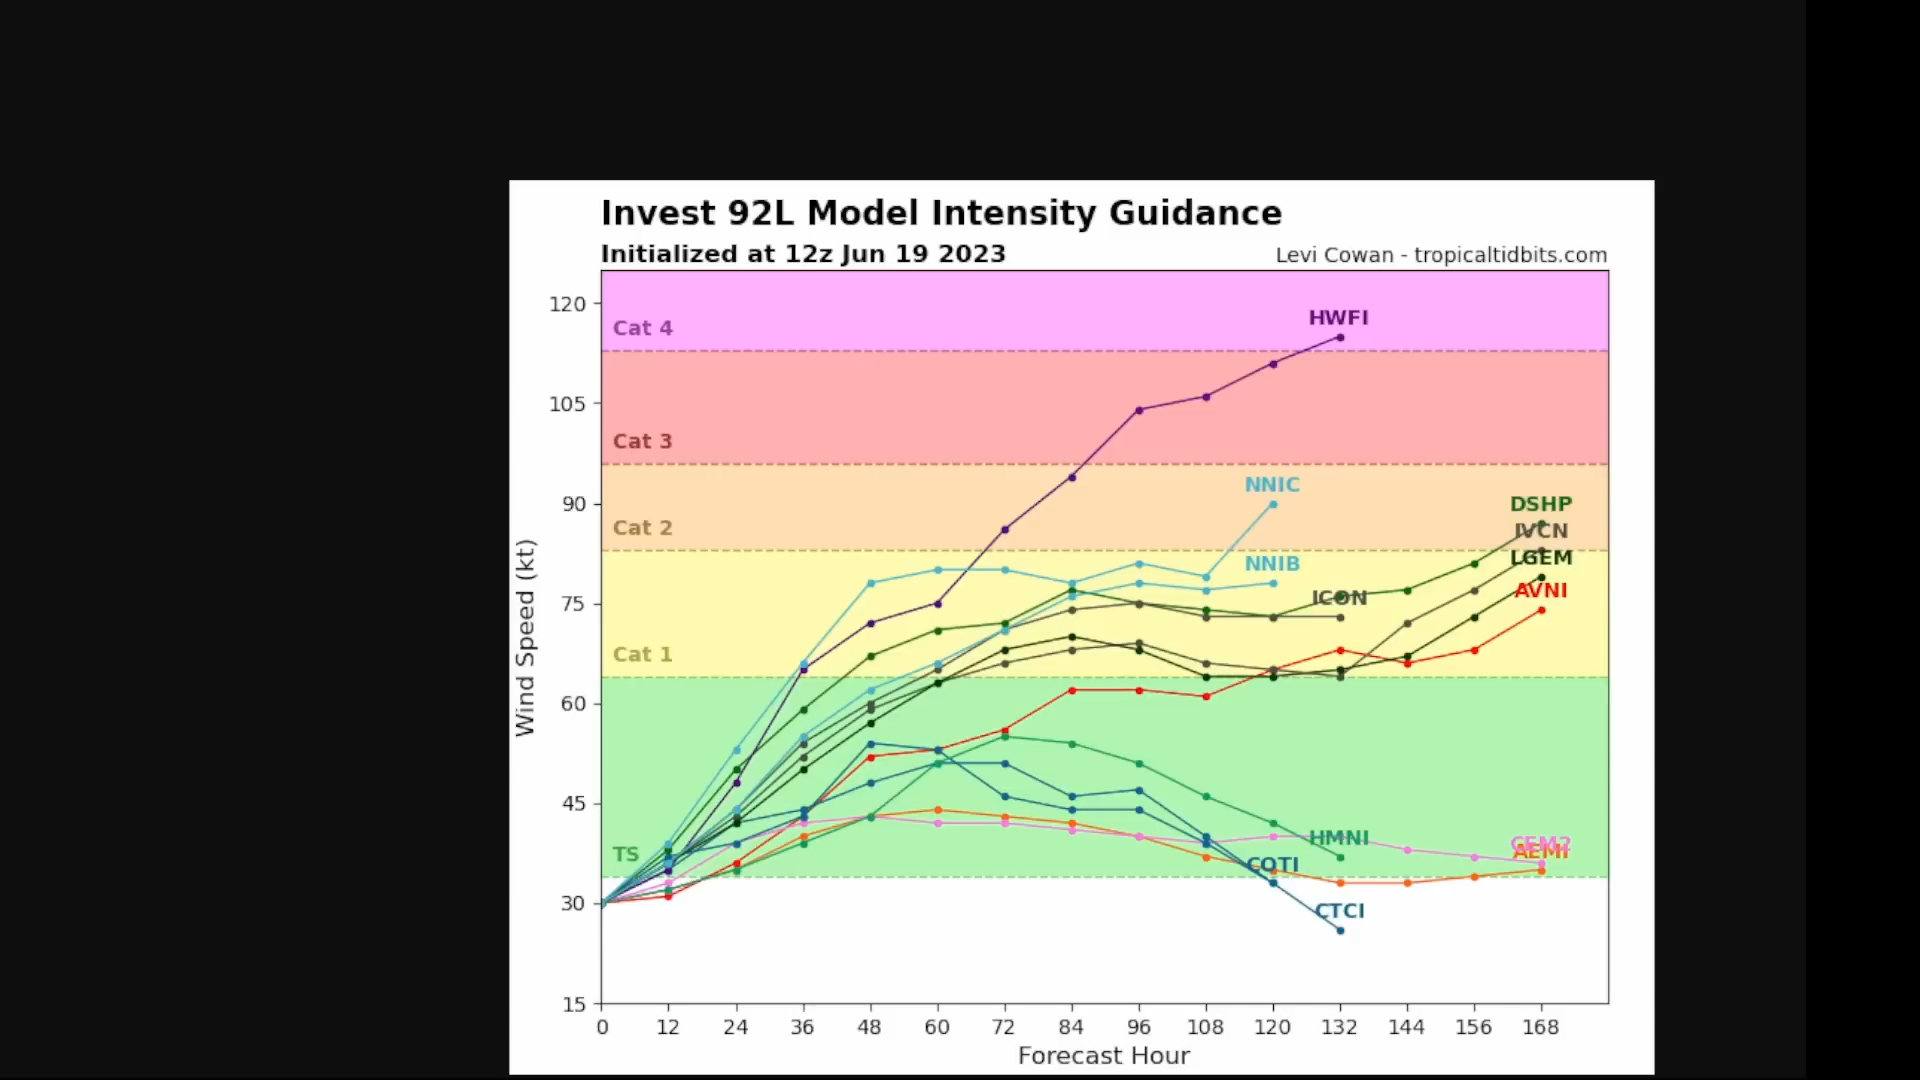 Invest 92L Model Intensity Guidance
Initialized at 12z Jun 19 2023
Levi Cowan - tropicaltidbits.com
120
Cat 4
HWFI
105
Cat 3
NNIC
90
DSHP
Cat 2
IVCN
LGEM
NNIB
AVNI
75
ICON
Cat 1
Wind Speed (kt)
60
45
HMNI
CEM2
AEMI
TS
COTI
30
CTCI
15
0 12 24 36 48 60 72 84 96 108 120 132 144 156 168
Forecast Hour